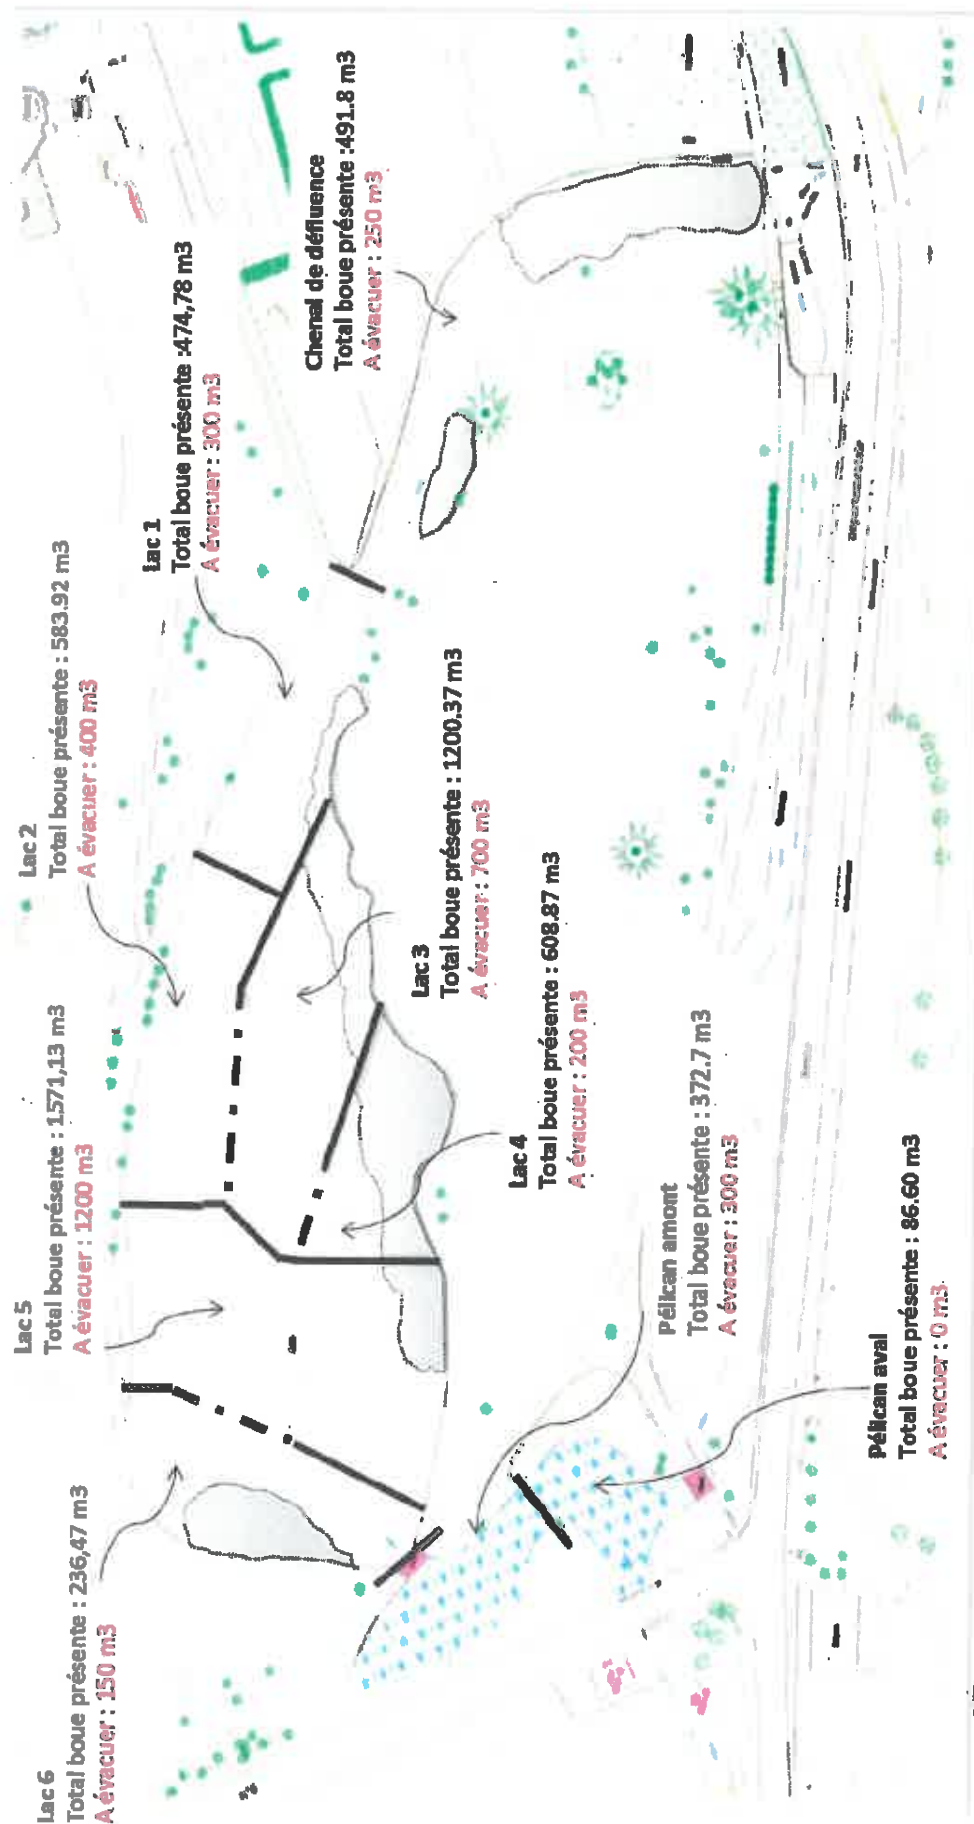 Lac 6
Total boue présente : 236,47 m3
A évacuer : 150 m3
Lac 5
Total boue présente : 1571,13 m3
A évacuer : 1200 m3
Lac 2
Total boue présente : 583.92 m3
A évacuer : 400 m3
Lac 1
Total boue présente :474,78 m3
A évacuer : 300 m3
Chenal de défluence
Total boue présente :491.8 m3
A évacuer : 250 m3
Lac 3
Total boue présente : 1200.37 m3
A évacuer : 700 m3
Lac 4
Total boue présente : 608.87 m3
A évacuer : 200 m3
Pélican amont
Total boue présente : 372.7 m3
A évacuer : 300 m3
Pélican aval
Total boue présente : 86.60 m3
A évacuer : 0 m3